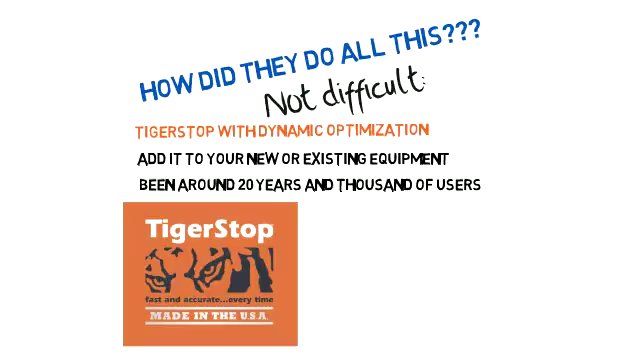 HOW DID THEY DO ALL THIS???
Not difficult:
TIGERSTOP WITH DYNAMIC OPTIMIZATION
ADD IT TO YOUR NEW OR EXISTING EQUIPMENT
BEEN AROUND 20 YEARS AND THOUSAND OF USERS
TigerStop
fast and accurate...every time
MADE IN THE U.S.A.